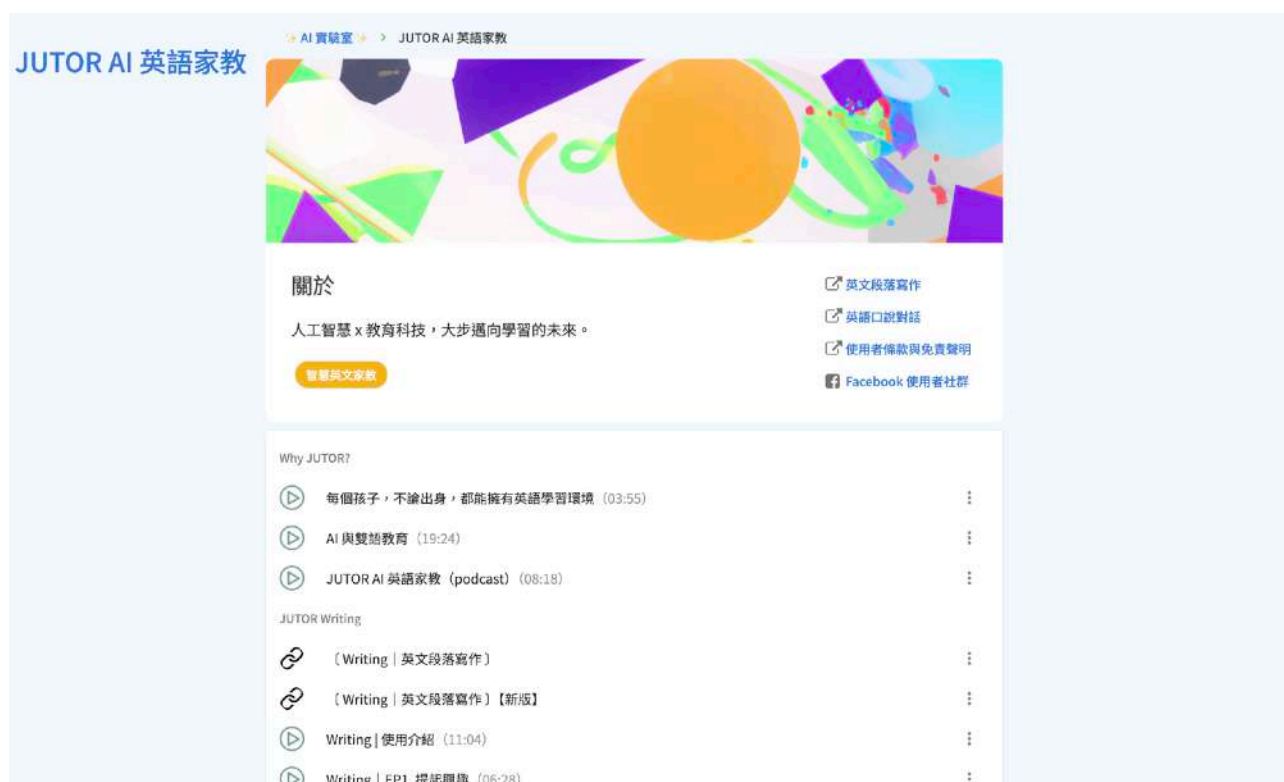 ✨ AI 實驗室 ✨ > JUTOR AI 英語家教
JUTOR AI 英語家教
關於
人工智慧 x 教育科技，大步邁向學習的未來。
智慧英文家教
英文段落寫作
英語口說對話
使用者條款與免責聲明
Facebook 使用者社群
Why JUTOR?
每個孩子，不論出身，都能擁有英語學習環境（03:55）
AI 與雙語教育（19:24）
JUTOR AI 英語家教（podcast）（08:18）
JUTOR Writing
〔Writing｜英文段落寫作〕
〔Writing｜英文段落寫作〕【新版】
Writing | 使用介紹（11:04）
Writing｜EP1（06:28）